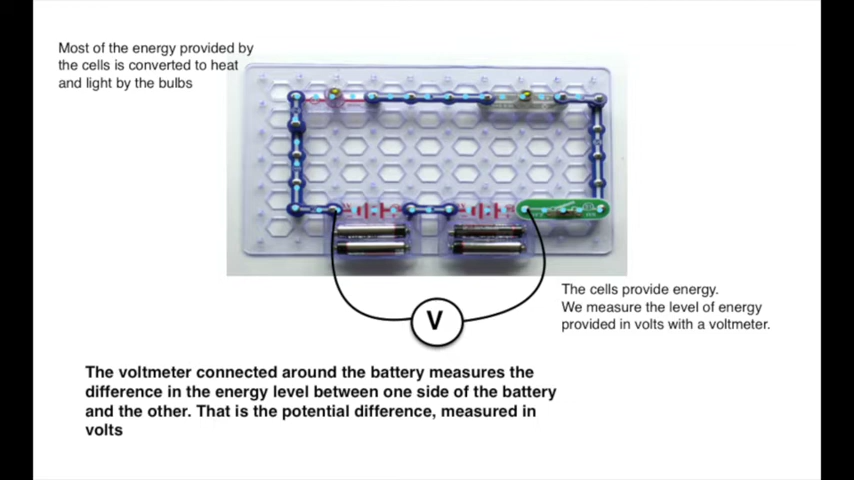 Most of the energy provided by
the cells is converted to heat
and light by the bulbs
V
The cells provide energy.
We measure the level of energy
provided in volts with a voltmeter.
The voltmeter connected around the battery measures the
difference in the energy level between one side of the battery
and the other. That is the potential difference, measured in
volts